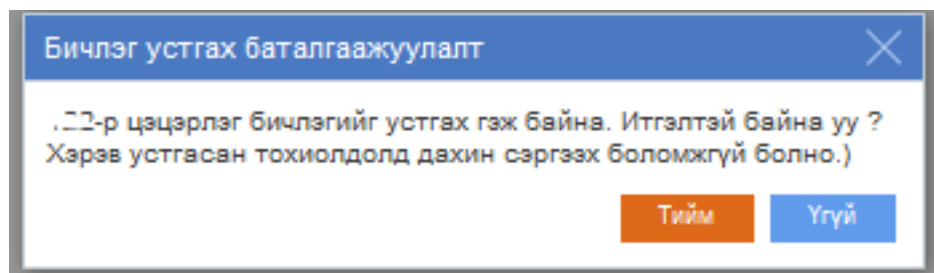 Бичлэг устгах баталгаажуулалт
цэцэрлэг бичлэгийг устгах гэж байна. Итгэлтэй байна уу ?
Хэрэв устгасан тохиолдолд дахин сэргээх боломжгүй болно.)
Тийм Үгүй